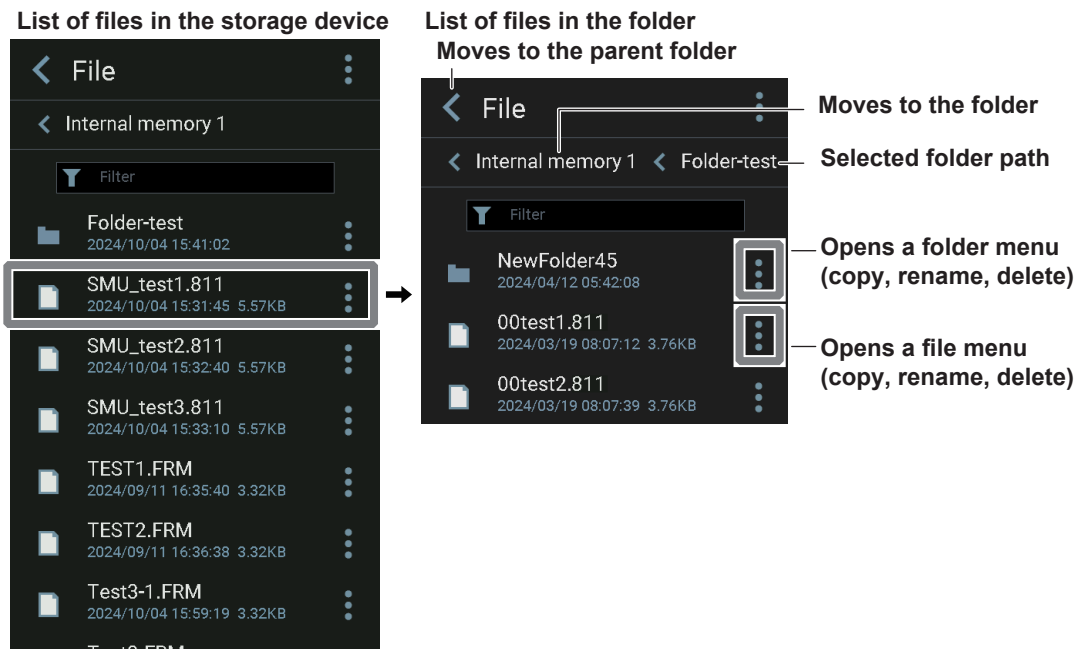 List of files in the storage device
File
Internal memory 1
Filter
Folder-test
2024/10/04 15:41:02
SMU_test1.811
2024/10/04 15:31:45 5.57KB
SMU_test2.811
2024/10/04 15:32:40 5.57KB
SMU_test3.811
2024/10/04 15:33:10 5.57KB
TEST1.FRM
2024/09/11 16:35:40 3.32KB
TEST2.FRM
2024/09/11 16:36:38 3.32KB
Test3-1.FRM
2024/10/04 15:59:19 3.32KB
List of files in the folder
Moves to the parent folder
File
Moves to the folder
Internal memory 1 Folder-test
Selected folder path
Filter
NewFolder45
2024/04/12 05:42:08
Opens a folder menu
(copy, rename, delete)
00test1.811
2024/03/19 08:07:12 3.76KB
Opens a file menu
(copy, rename, delete)
00test2.811
2024/03/19 08:07:39 3.76KB